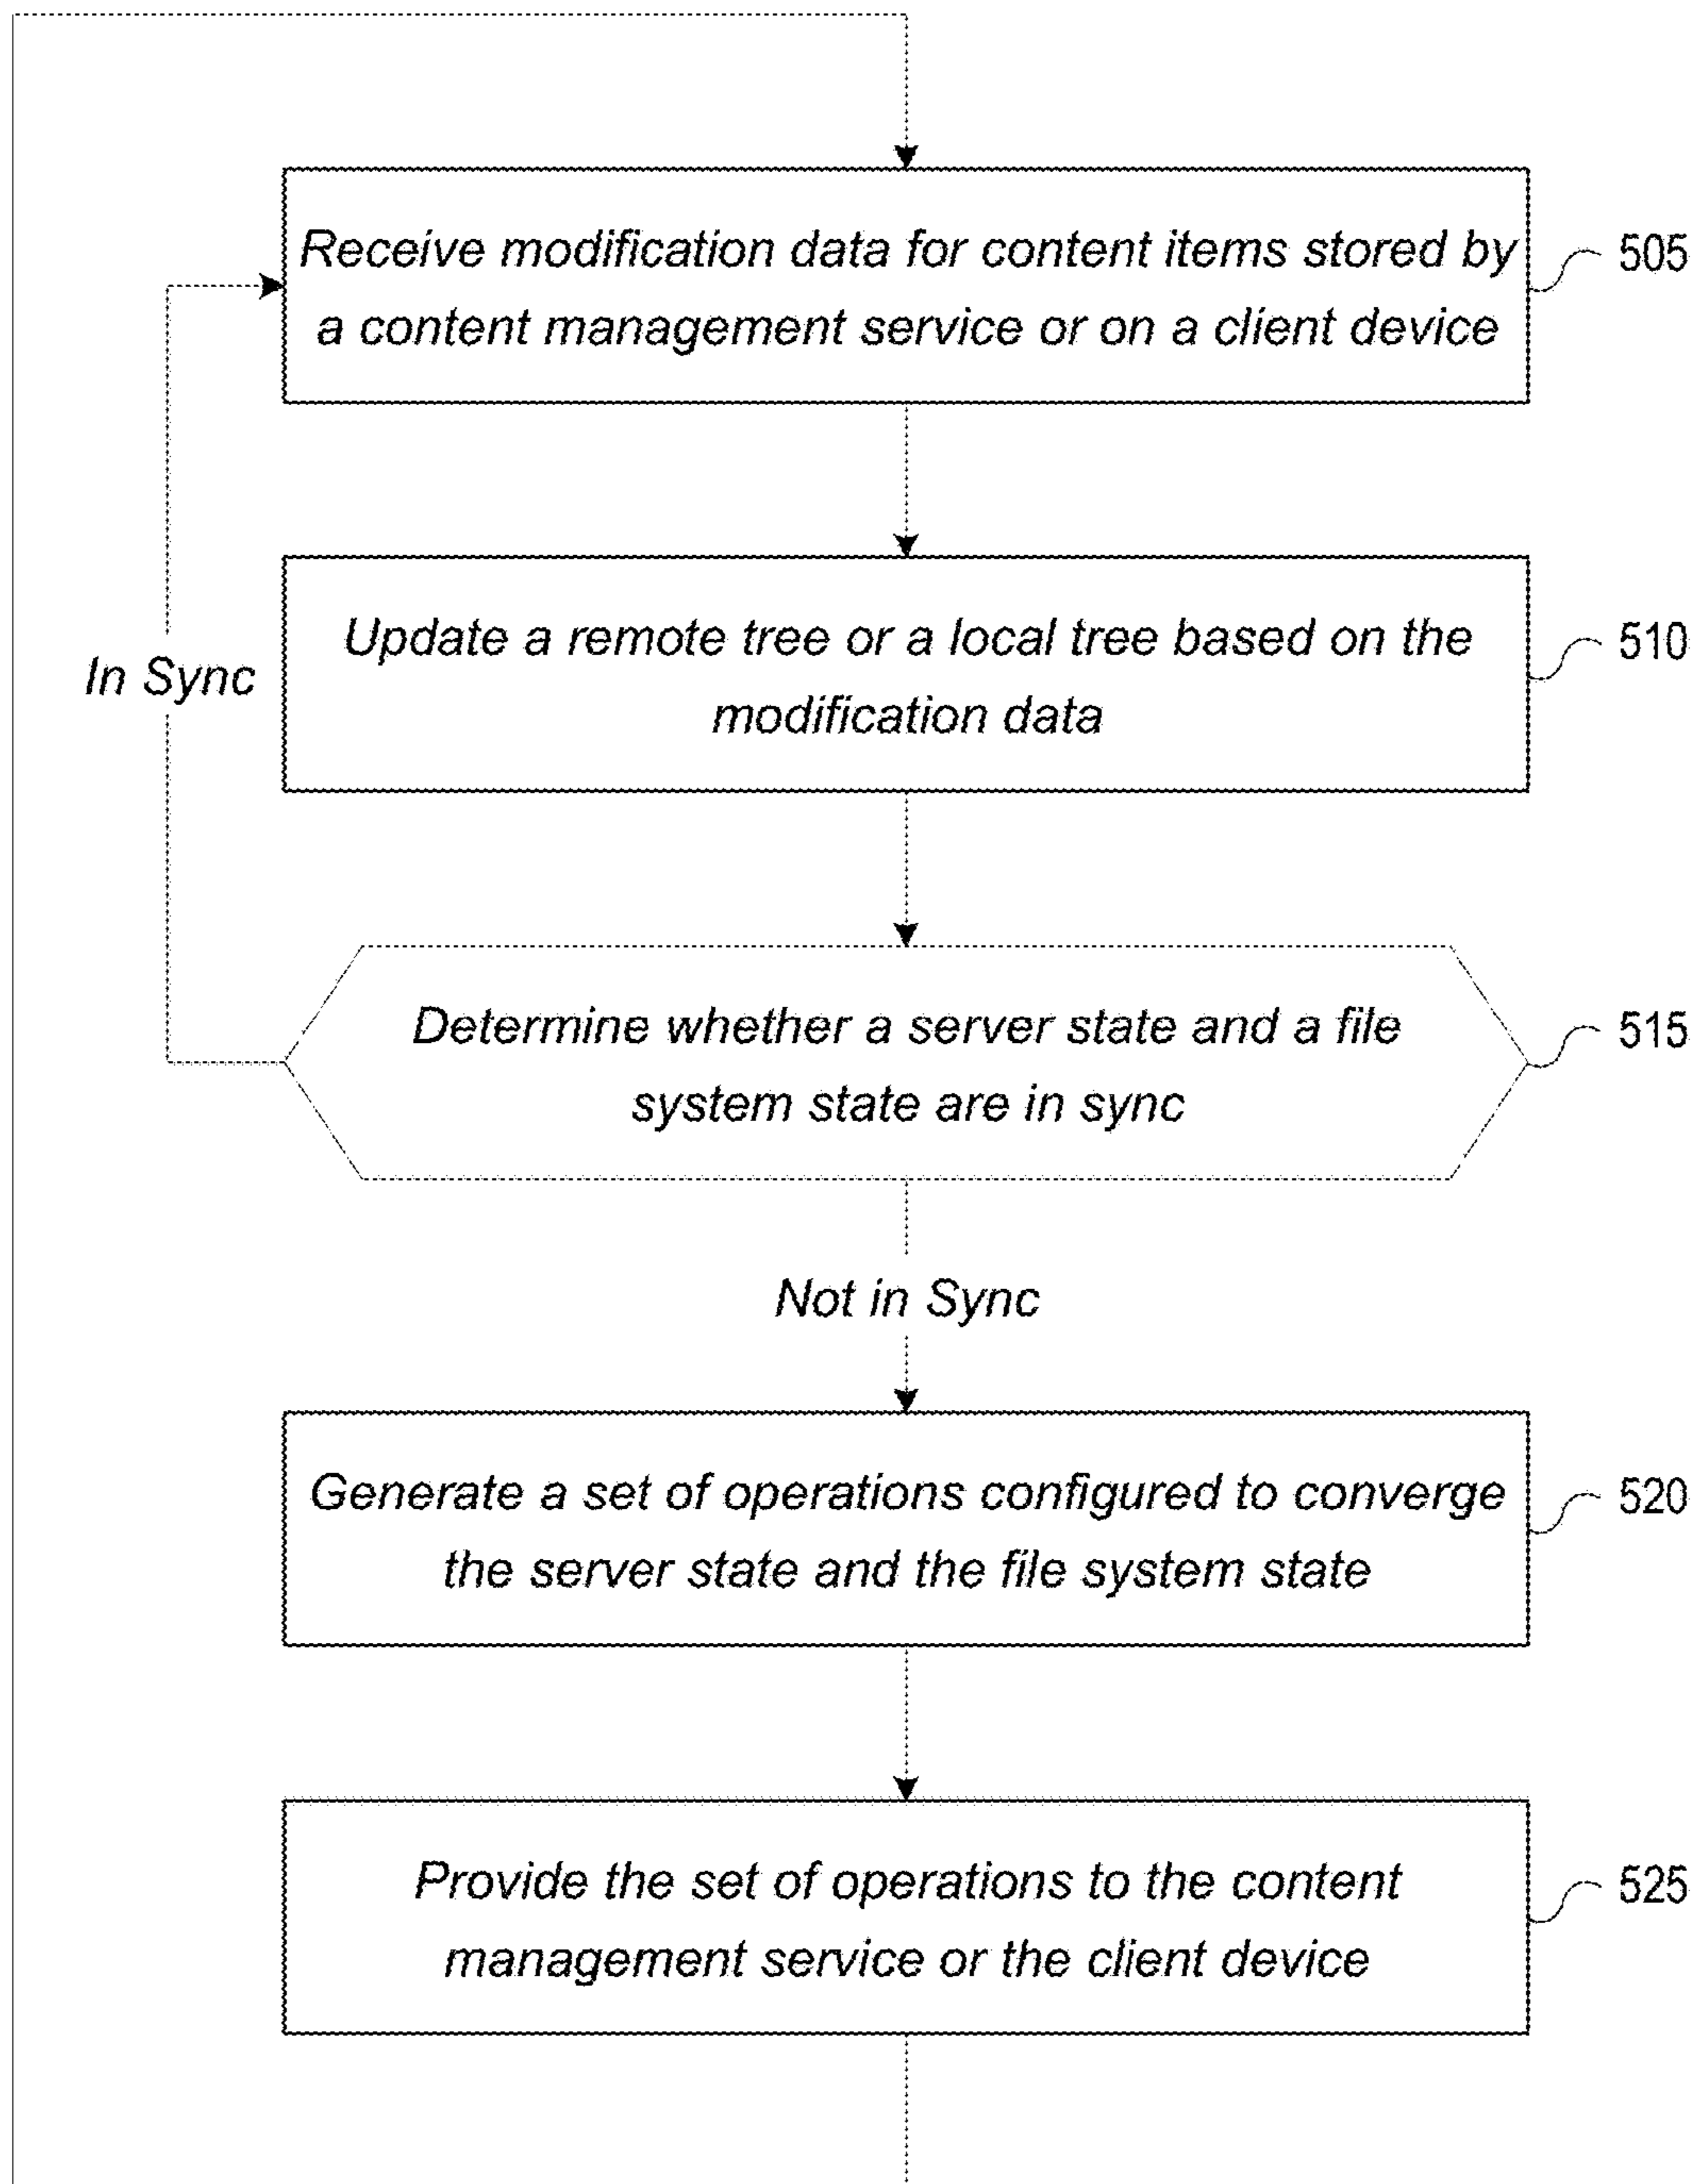 Receive modification data for content items stored by
a content management service or on a client device
505
Update a remote tree or a local tree based on the
modification data
510
In Sync
Determine whether a server state and a file
system state are in sync
515
Not in Sync
Generate a set of operations configured to converge
the server state and the file system state
520
Provide the set of operations to the content
management service or the client device
525